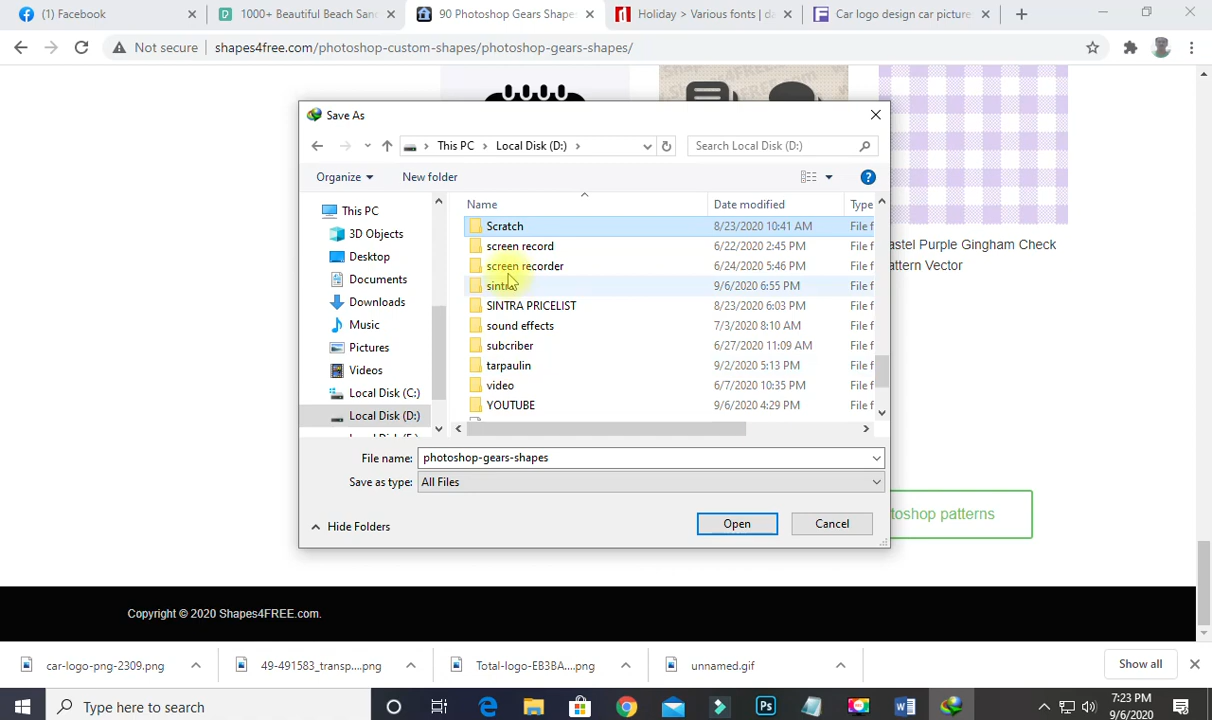 (1) Facebook
1000+ Beautiful Beach San
90 Photoshop Gears Shape
Holiday > Various fonts | da
Car logo design car picture
Not secure
shapes4free.com/photoshop-custom-shapes/photoshop-gears-shapes/
Save As
This PC
Local Disk (D:)
Search Local Disk (D:)
Organize
New folder
Name
Date modified
Type
This PC
3D Objects
Desktop
Documents
Downloads
Music
Pictures
Videos
Local Disk (C:)
Local Disk (D:)
Scratch 8/23/2020 10:41 AM File f
screen record 6/22/2020 2:45 PM File f
screen recorder 6/24/2020 5:46 PM File f
sintra 9/6/2020 6:55 PM File f
SINTRA PRICELIST 8/23/2020 6:03 PM File f
sound effects 7/3/2020 8:10 AM File f
subcriber 6/27/2020 11:09 AM File f
tarpaulin 9/2/2020 5:13 PM File f
video 6/7/2020 10:35 PM File f
YOUTUBE 9/6/2020 4:29 PM File f
File name: photoshop-gears-shapes
Save as type: All Files
Hide Folders
Open
Cancel
astel Purple Gingham Check
attern Vector
toshop patterns
Copyright © 2020 Shapes4FREE.com.
car-logo-png-2309.png
49-491583_transp....png
Total-logo-EB3BA....png
unnamed.gif
Show all
Type here to search
7:23 PM
9/6/2020